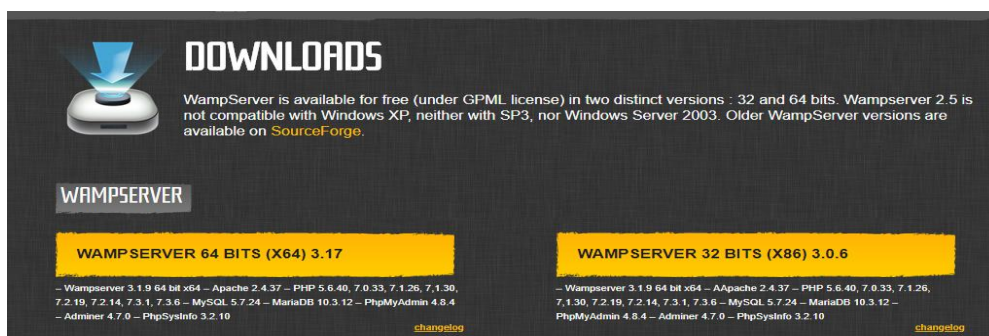 DOWNLOADS
WampServer is available for free (under GPML license) in two distinct versions : 32 and 64 bits. Wampserver 2.5 is
not compatible with Windows XP, neither with SP3, nor Windows Server 2003. Older WampServer versions are
available on SourceForge.
WAMPSERVER
WAMPSERVER 64 BITS (X64) 3.17
– Wampserver 3.1.9 64 bit x64 – Apache 2.4.37 – PHP 5.6.40, 7.0.33, 7.1.26, 7,1.30,
7.2.19, 7.2.14, 7.3.1, 7.3.6 – MySQL 5.7.24 – MariaDB 10.3.12 – PhpMyAdmin 4.8.4
– Adminer 4.7.0 – PhpSysInfo 3.2.10
changelog
WAMPSERVER 32 BITS (X86) 3.0.6
– Wampserver 3.1.9 64 bit x64 – AApache 2.4.37 – PHP 5.6.40, 7.0.33, 7.1.26,
7,1.30, 7.2.19, 7.2.14, 7.3.1, 7.3.6 – MySQL 5.7.24 – MariaDB 10.3.12 –
PhpMyAdmin 4.8.4 – Adminer 4.7.0 – PhpSysInfo 3.2.10
changelog